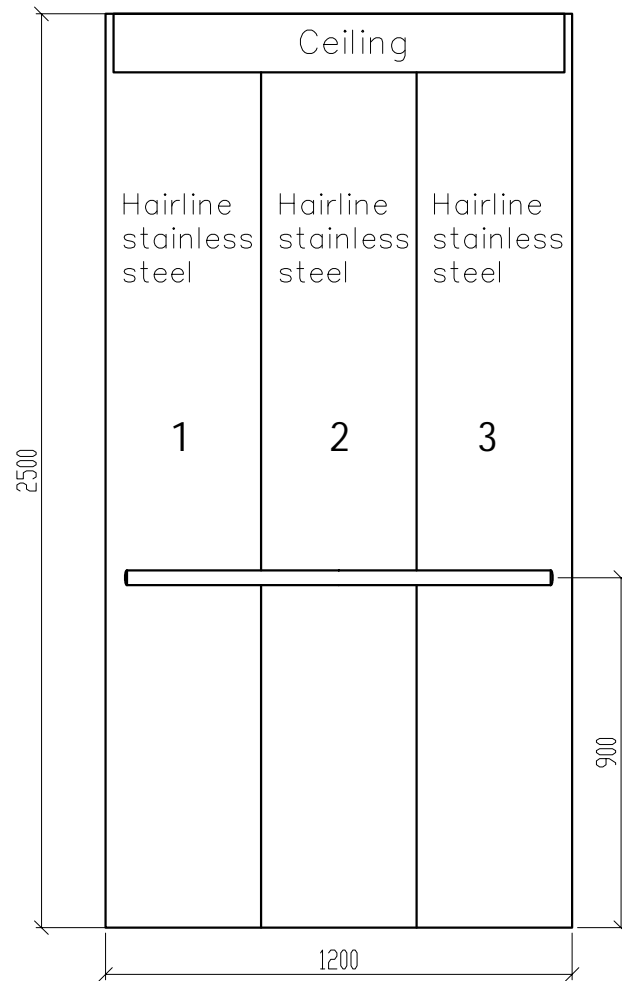 Ceiling
Hairline
stainless
steel
Hairline
stainless
steel
Hairline
stainless
steel
1
2
3
2500
900
1200